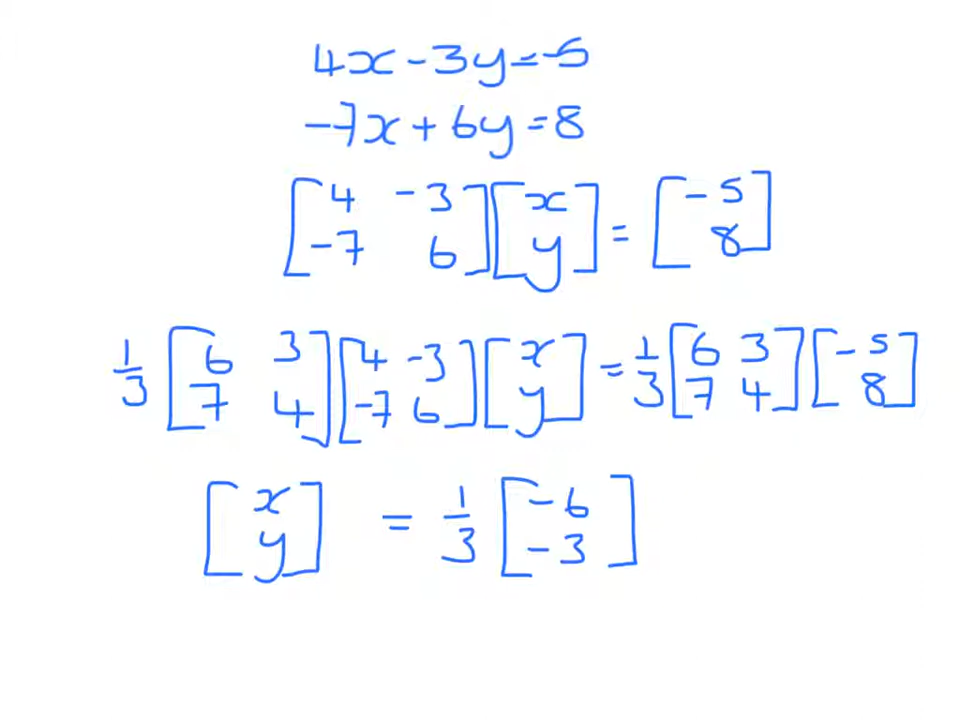 4x - 3y = -5
-7x + 6y = 8
[4 -3; -7 6][x; y] = [-5; 8]
1/3 [6 3; 7 4][4 -3; -7 6][x; y] = 1/3 [6 3; 7 4][-5; 8]
[x; y] = 1/3 [-6; -3]